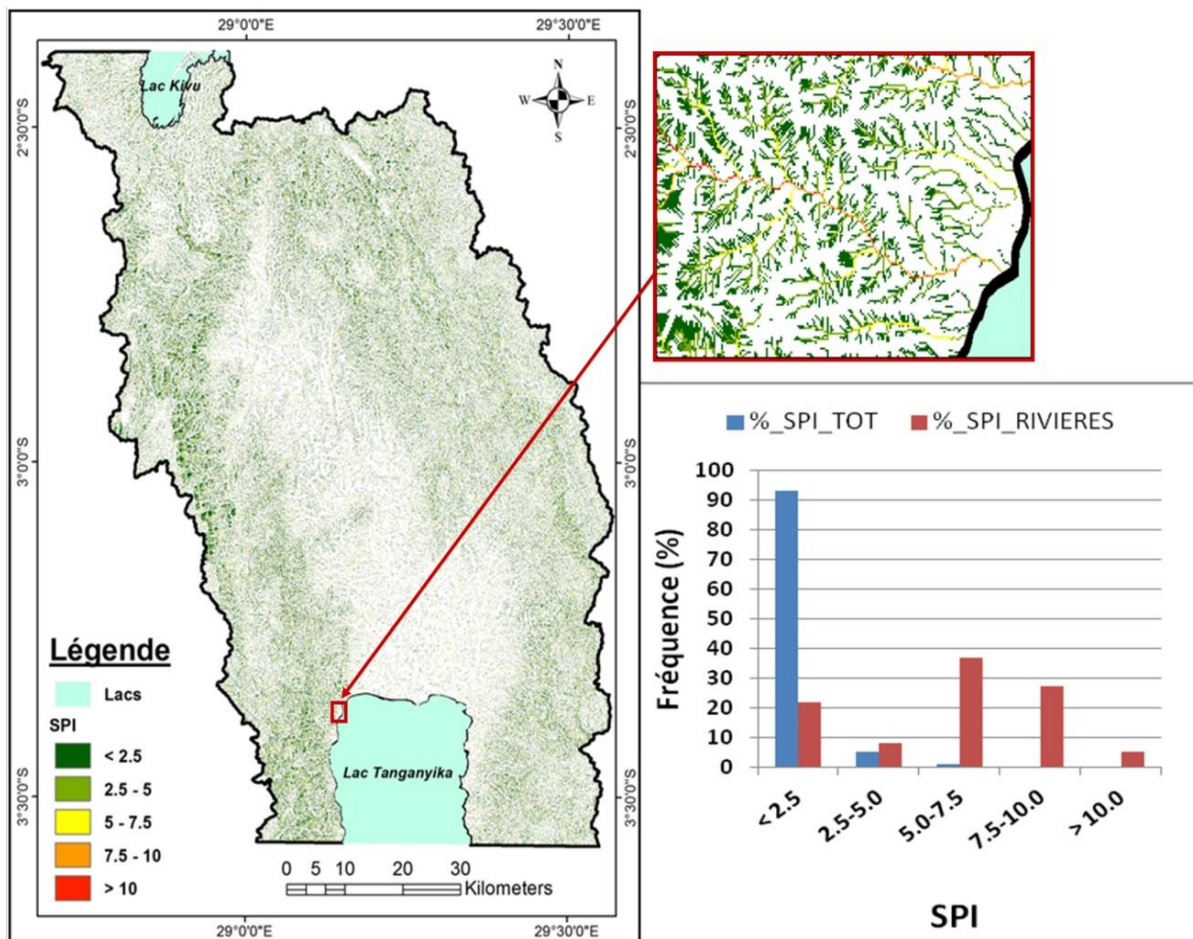 29°0'0"E 29°30'0"E
Lac Kivu
N
W E
S
2°30'0"S 2°30'0"S
3°0'0"S 3°0'0"S
3°30'0"S 3°30'0"S
Légende
Lacs
SPI
< 2.5
2.5 - 5
5 - 7.5
7.5 - 10
> 10
Lac Tanganyika
0 5 10 20 30
Kilometers
29°0'0"E 29°30'0"E
%_SPI_TOT %_SPI_RIVIERES
Fréquence (%)
100
90
80
70
60
50
40
30
20
10
0
< 2.5 2.5-5.0 5.0-7.5 7.5-10.0 > 10.0
SPI